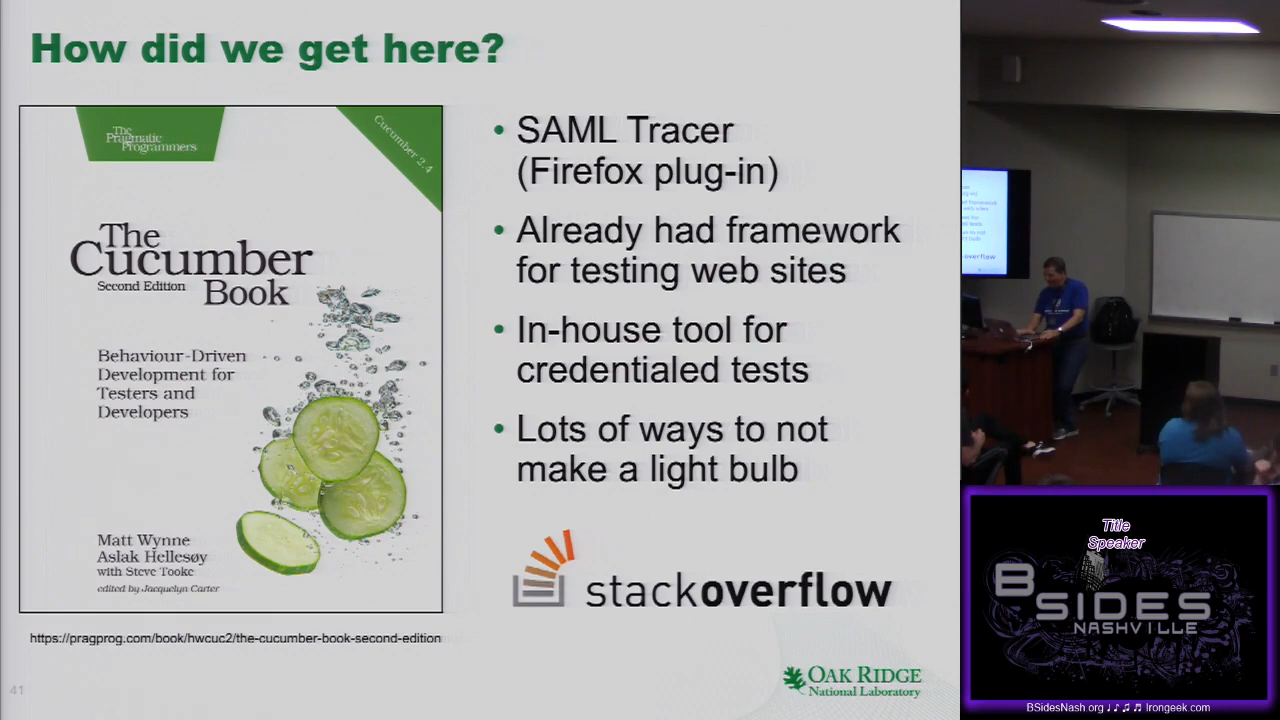 How did we get here?
The
Pragmatic
Programmers
Cucumber 2.4
The
Cucumber
Second Edition
Book
Behaviour-Driven
Development for
Testers and
Developers
Matt Wynne
Aslak Hellesøy
with Steve Tooke
edited by Jacquelyn Carter
https://pragprog.com/book/hwcuc2/the-cucumber-book-second-edition
• SAML Tracer
(Firefox plug-in)
• Already had framework
for testing web sites
• In-house tool for
credentialed tests
• Lots of ways to not
make a light bulb
stackoverflow
41
OAK RIDGE
National Laboratory
overflow
Title
Speaker
BSIDES
NASHVILLE
BSidesNash.org ♩ ♪ ♫ ♬ Irongeek.com